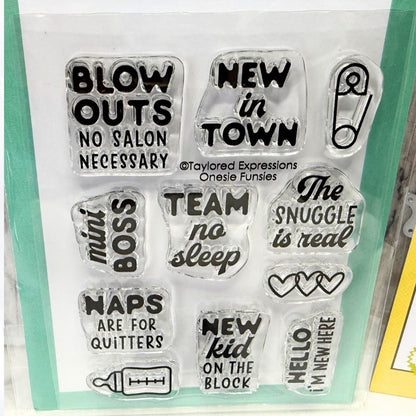 BLOW
OUTS
NO SALON
NECESSARY
NEW
in
TOWN
©Taylored Expressions
Onesie Funsies
mini
BOSS
TEAM
no
sleep
The
SNUGGLE
is real
NAPS
ARE FOR
QUITTERS
NEW
kid
ON THE
BLOCK
HELLO
i'M NEW HERE